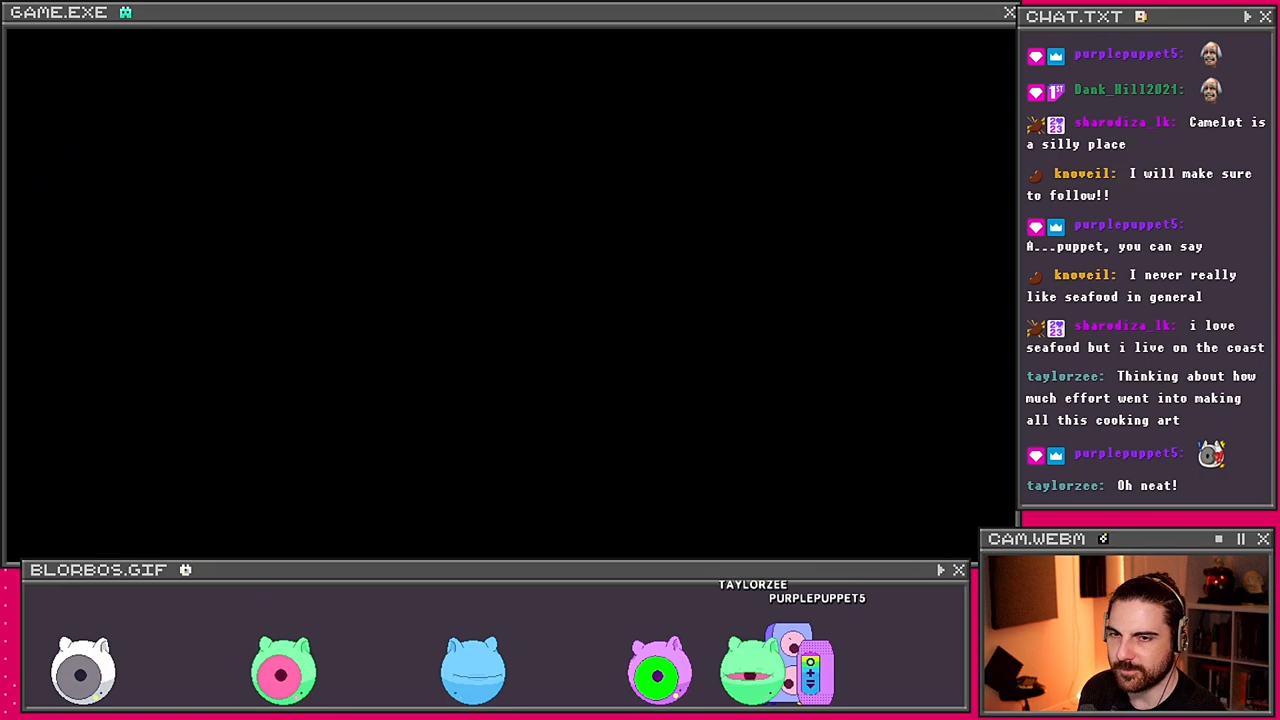 GAME.EXE
CHAT.TXT
purplepuppet5:
Dank_Hill2021:
sharodiza_lk: Camelot is
a silly place
knoveil: I will make sure
to follow!!
purplepuppet5:
A...puppet, you can say
knoveil: I never really
like seafood in general
sharodiza_lk: i love
seafood but i live on the coast
taylorzee: Thinking about how
much effort went into making
all this cooking art
purplepuppet5:
taylorzee: Oh neat!
CAM.WEBM
BLORBOS.GIF
TAYLORZEE
PURPLEPUPPET5